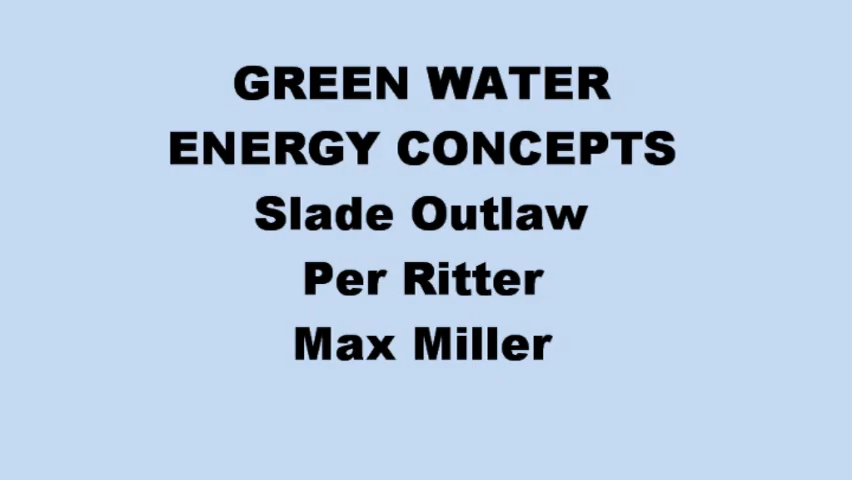 GREEN WATER
ENERGY CONCEPTS
Slade Outlaw
Per Ritter
Max Miller